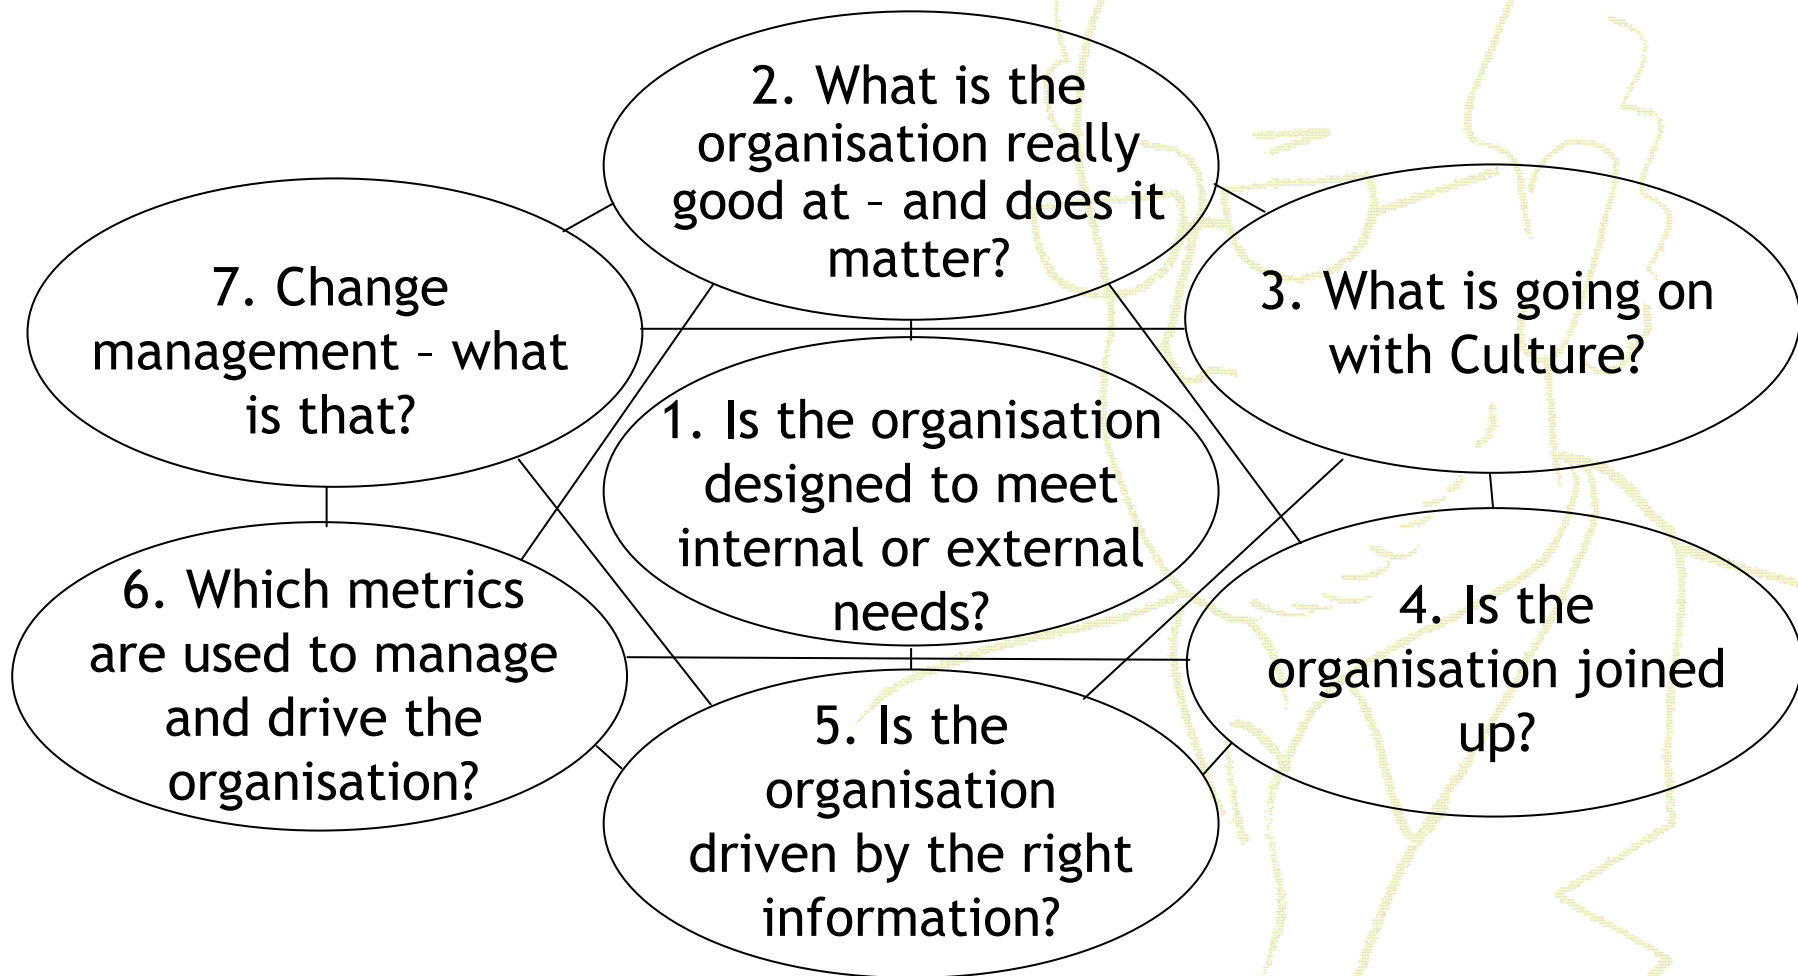 1. Is the organisation
designed to meet
internal or external
needs?
2. What is the
organisation really
good at – and does it
matter?
3. What is going on
with Culture?
4. Is the
organisation joined
up?
5. Is the
organisation
driven by the right
information?
6. Which metrics
are used to manage
and drive the
organisation?
7. Change
management – what
is that?